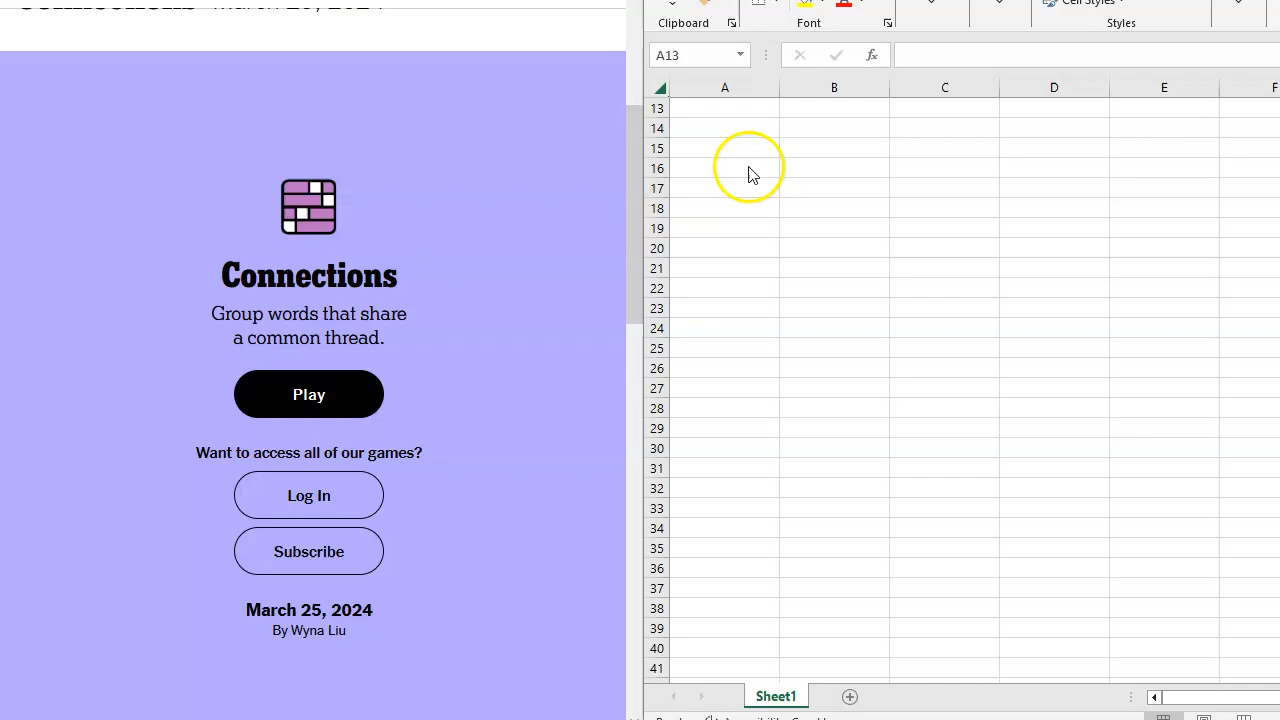 Connections
Group words that share
a common thread.
Play
Want to access all of our games?
Log In
Subscribe
March 25, 2024
By Wyna Liu
Cell Styles
Clipboard
Font
Styles
A13
fx
A B C D E F
13
14
15
16
17
18
19
20
21
22
23
24
25
26
27
28
29
30
31
32
33
34
35
36
37
38
39
40
41
Sheet1